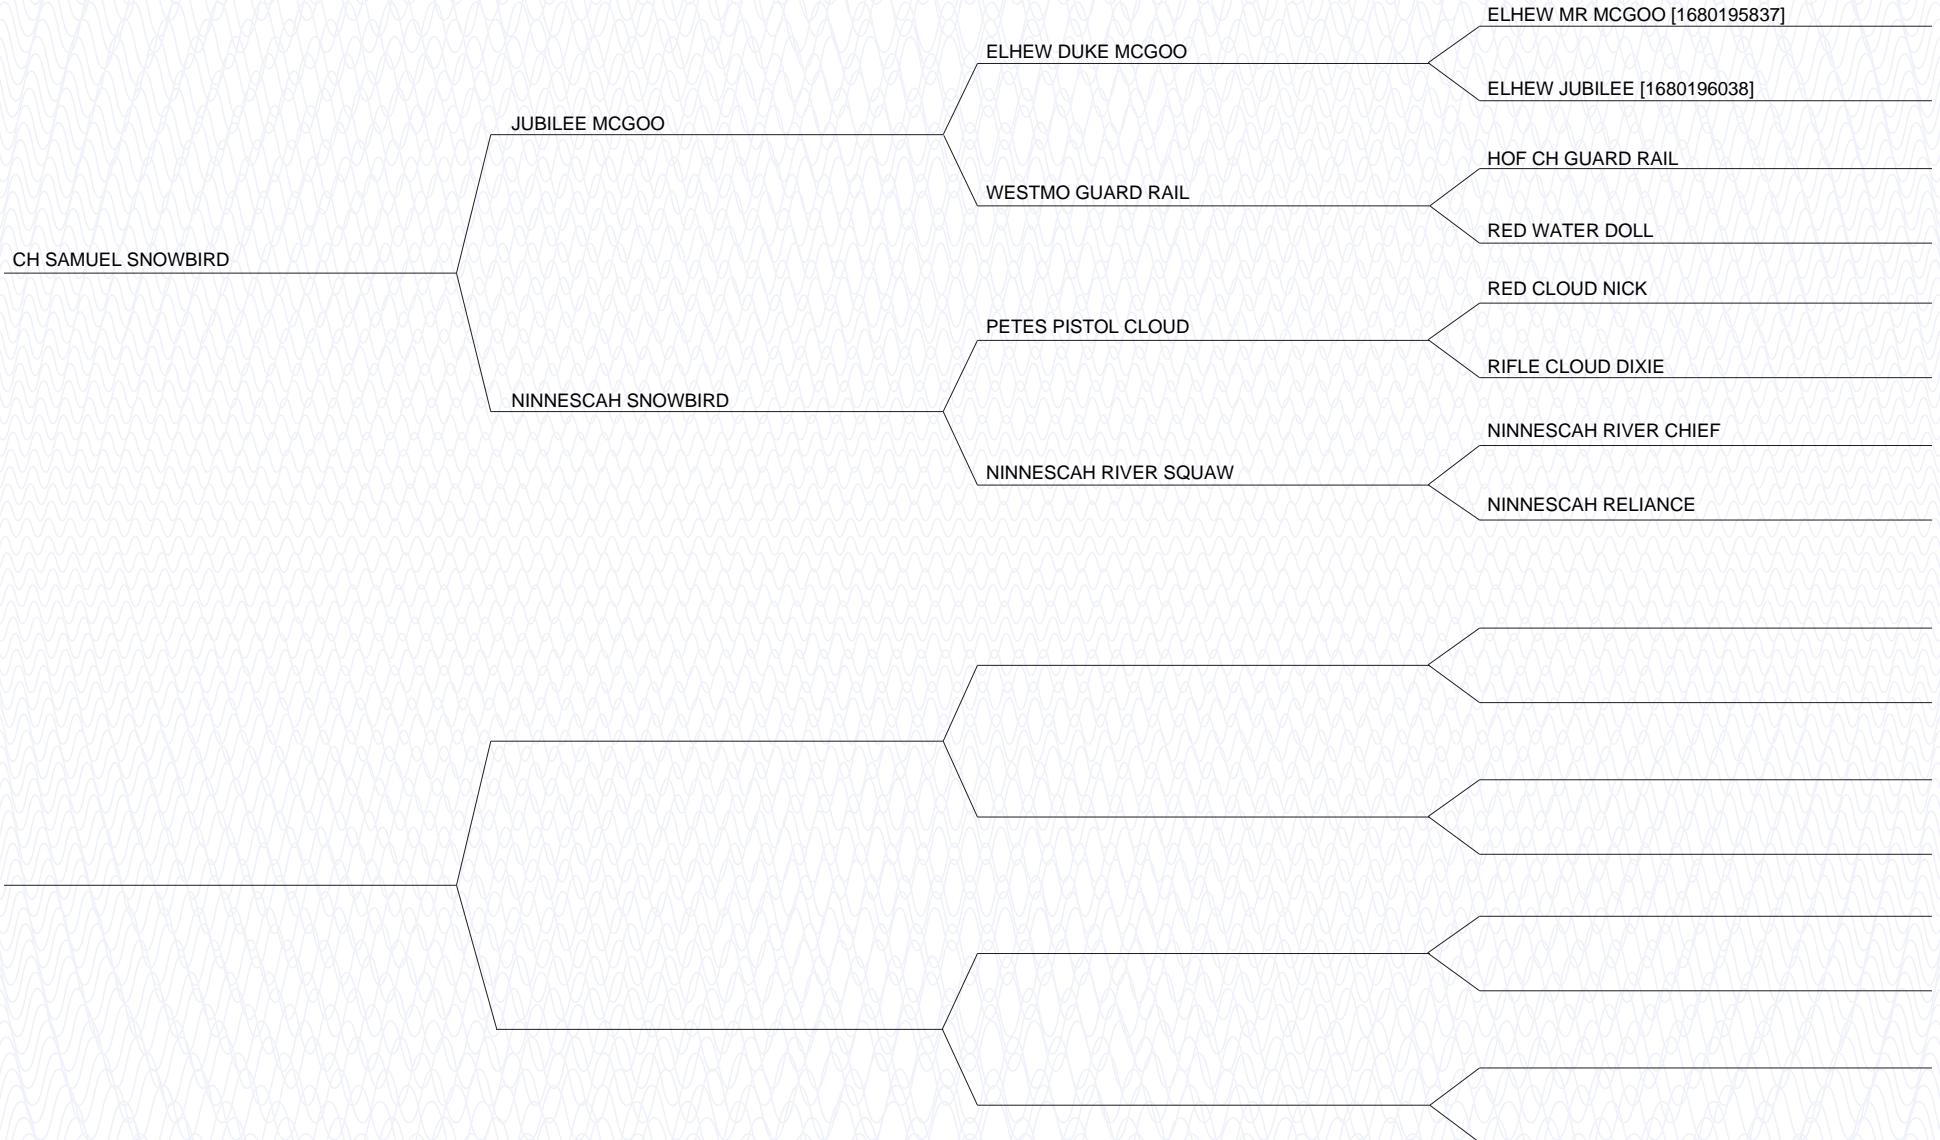 ELHEW MR MCGOO [1680195837]
ELHEW DUKE MCGOO
ELHEW JUBILEE [1680196038]
JUBILEE MCGOO
HOF CH GUARD RAIL
WESTMO GUARD RAIL
RED WATER DOLL
CH SAMUEL SNOWBIRD
RED CLOUD NICK
PETES PISTOL CLOUD
RIFLE CLOUD DIXIE
NINNESCAH SNOWBIRD
NINNESCAH RIVER CHIEF
NINNESCAH RIVER SQUAW
NINNESCAH RELIANCE